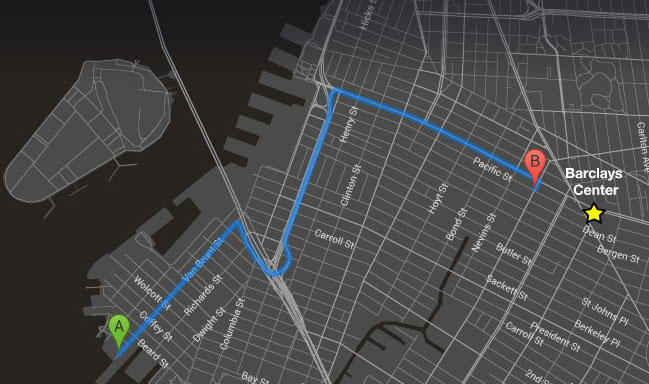 Hicks St
Henry St
Carlton Ave
B
Pacific St
Barclays
Center
Clinton St
Hoyt St
Bond St
Nevins St
Dean St
Bergen St
Carroll St
Van Brunt St
Butler St
Wolcott St
Richards St
Sackett St
Coffey St
Dwight St
Columbia St
St Johns Pl
A
Beard St
Carroll St
President St
Berkeley Pl
Bay St
2nd S